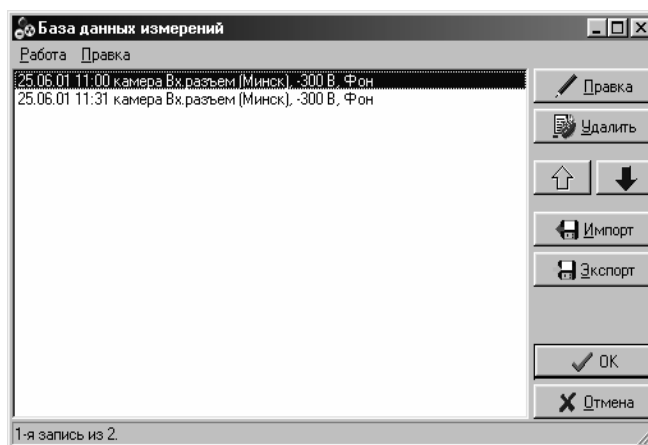 База данных измерений
Работа Правка
25.06.01 11:00 камера Вх.разъем (Минск), -300 В, Фон
25.06.01 11:31 камера Вх.разъем (Минск), -300 В, Фон
Правка
Удалить
Импорт
Экспорт
OK
Отмена
1-я запись из 2.